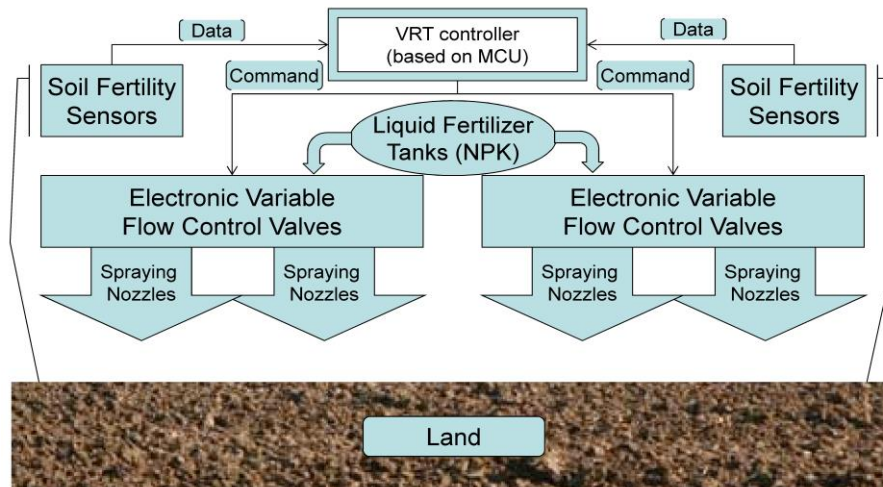 Data
VRT controller
(based on MCU)
Data
Soil Fertility
Sensors
Command
Command
Soil Fertility
Sensors
Liquid Fertilizer
Tanks (NPK)
Electronic Variable
Flow Control Valves
Electronic Variable
Flow Control Valves
Spraying
Nozzles
Spraying
Nozzles
Spraying
Nozzles
Spraying
Nozzles
Land